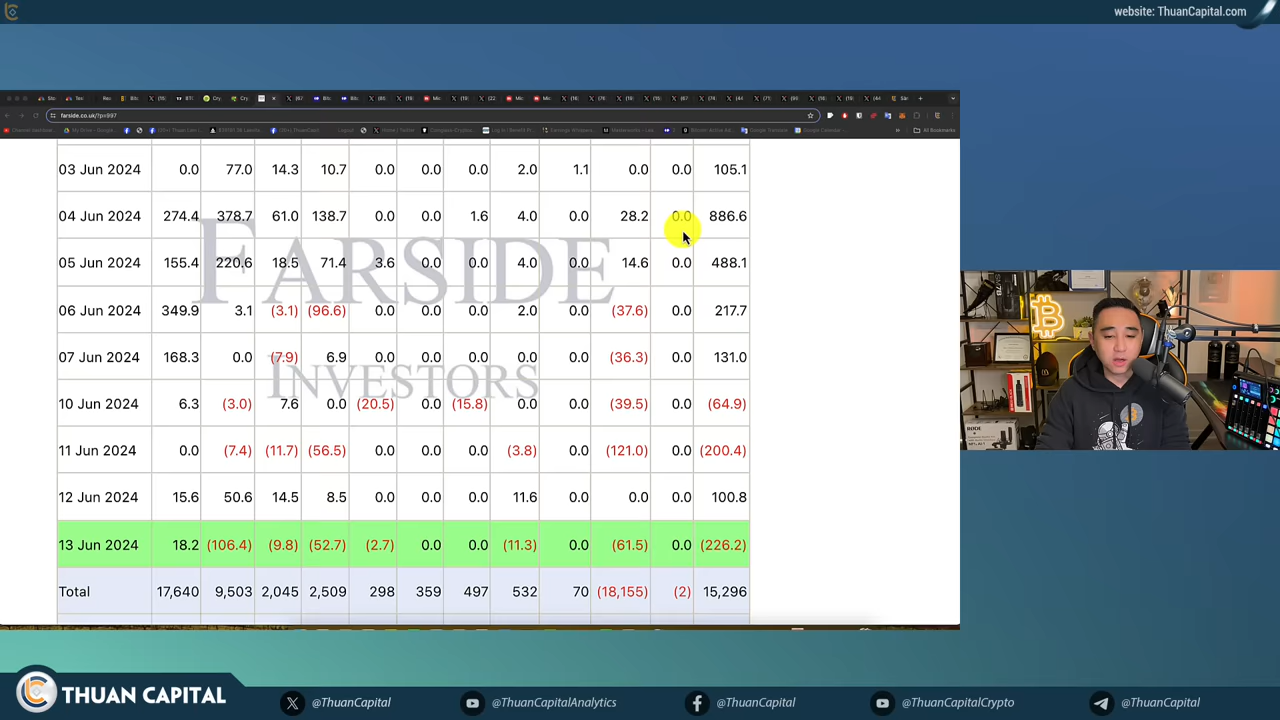 website: ThuanCapital.com
farside.co.uk/?p=997
All Bookmarks
03 Jun 2024 0.0 77.0 14.3 10.7 0.0 0.0 0.0 2.0 1.1 0.0 0.0 105.1
04 Jun 2024 274.4 378.7 61.0 138.7 0.0 0.0 1.6 4.0 0.0 28.2 0.0 886.6
05 Jun 2024 155.4 220.6 18.5 71.4 3.6 0.0 0.0 4.0 0.0 14.6 0.0 488.1
06 Jun 2024 349.9 3.1 (3.1) (96.6) 0.0 0.0 0.0 2.0 0.0 (37.6) 0.0 217.7
07 Jun 2024 168.3 0.0 (7.9) 6.9 0.0 0.0 0.0 0.0 0.0 (36.3) 0.0 131.0
10 Jun 2024 6.3 (3.0) 7.6 0.0 (20.5) 0.0 (15.8) 0.0 0.0 (39.5) 0.0 (64.9)
11 Jun 2024 0.0 (7.4) (11.7) (56.5) 0.0 0.0 0.0 (3.8) 0.0 (121.0) 0.0 (200.4)
12 Jun 2024 15.6 50.6 14.5 8.5 0.0 0.0 0.0 11.6 0.0 0.0 0.0 100.8
13 Jun 2024 18.2 (106.4) (9.8) (52.7) (2.7) 0.0 0.0 (11.3) 0.0 (61.5) 0.0 (226.2)
Total 17,640 9,503 2,045 2,509 298 359 497 532 70 (18,155) (2) 15,296
FARSIDE
INVESTORS
RØDE
THUAN CAPITAL
@ThuanCapital
@ThuanCapitalAnalytics
@ThuanCapital
@ThuanCapitalCrypto
@ThuanCapital